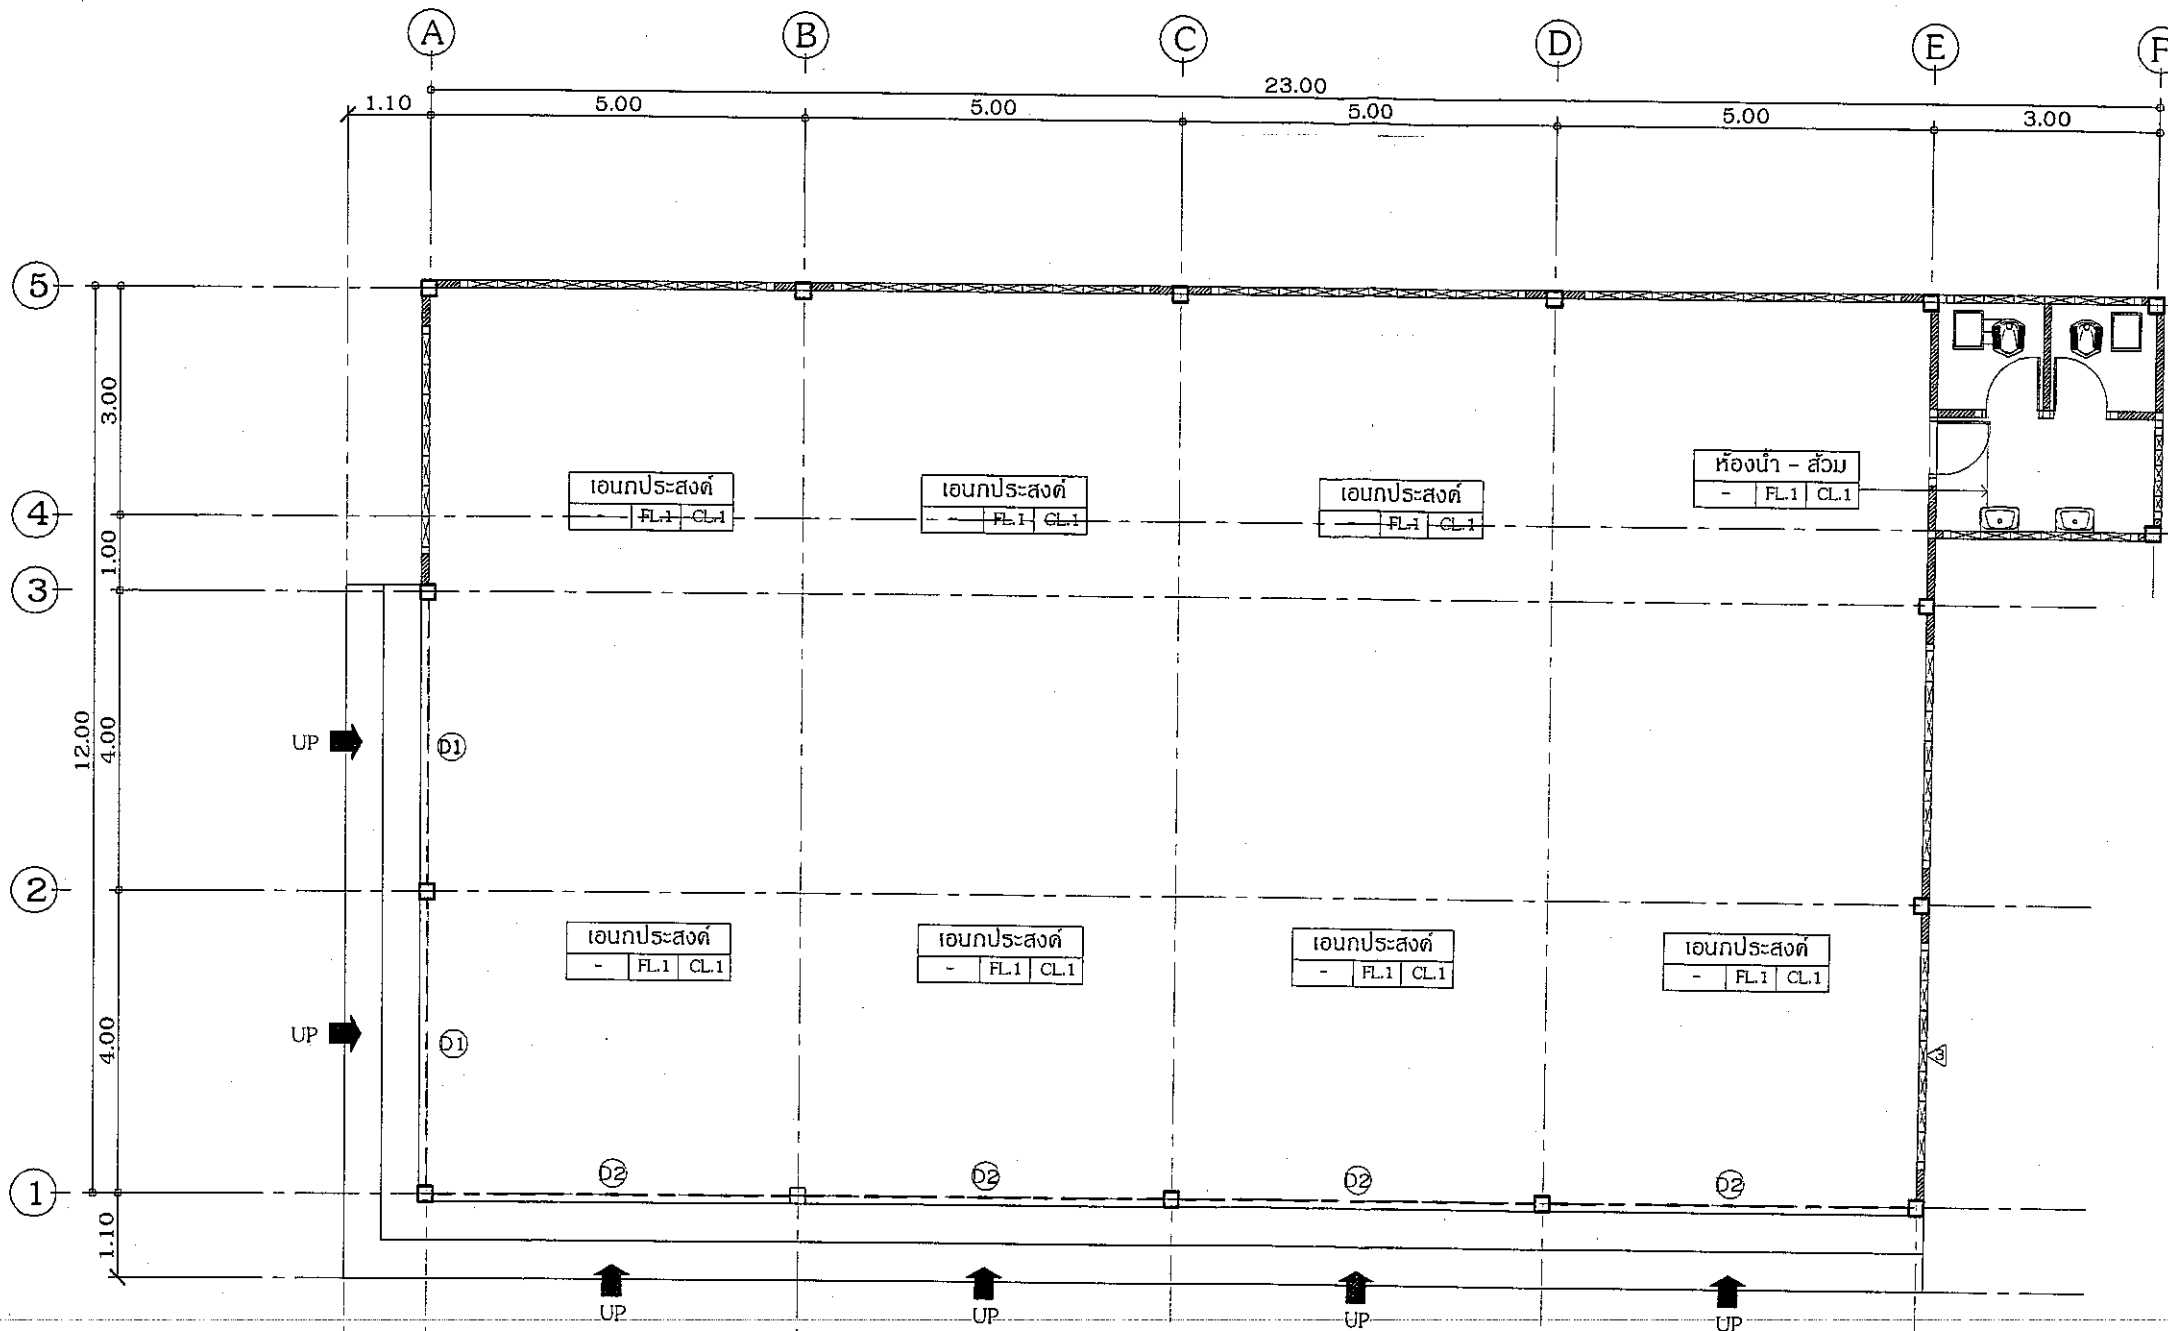 A B C D E F
23.00
1.10 5.00 5.00 5.00 5.00 3.00
5
3.00
ห้องน้ำ - ส้วม
- FL.1 CL.1
เอนกประสงค์ เอนกประสงค์ เอนกประสงค์
- FL.1 CL.1 - FL.1 CL.1 - FL.1 CL.1
4
1.00
3
12.00
4.00
UP D1
2
เอนกประสงค์ เอนกประสงค์ เอนกประสงค์ เอนกประสงค์
- FL.1 CL.1 - FL.1 CL.1 - FL.1 CL.1 - FL.1 CL.1
4.00
UP D1
3
D2 D2 D2 D2
1
1.10
UP UP UP UP